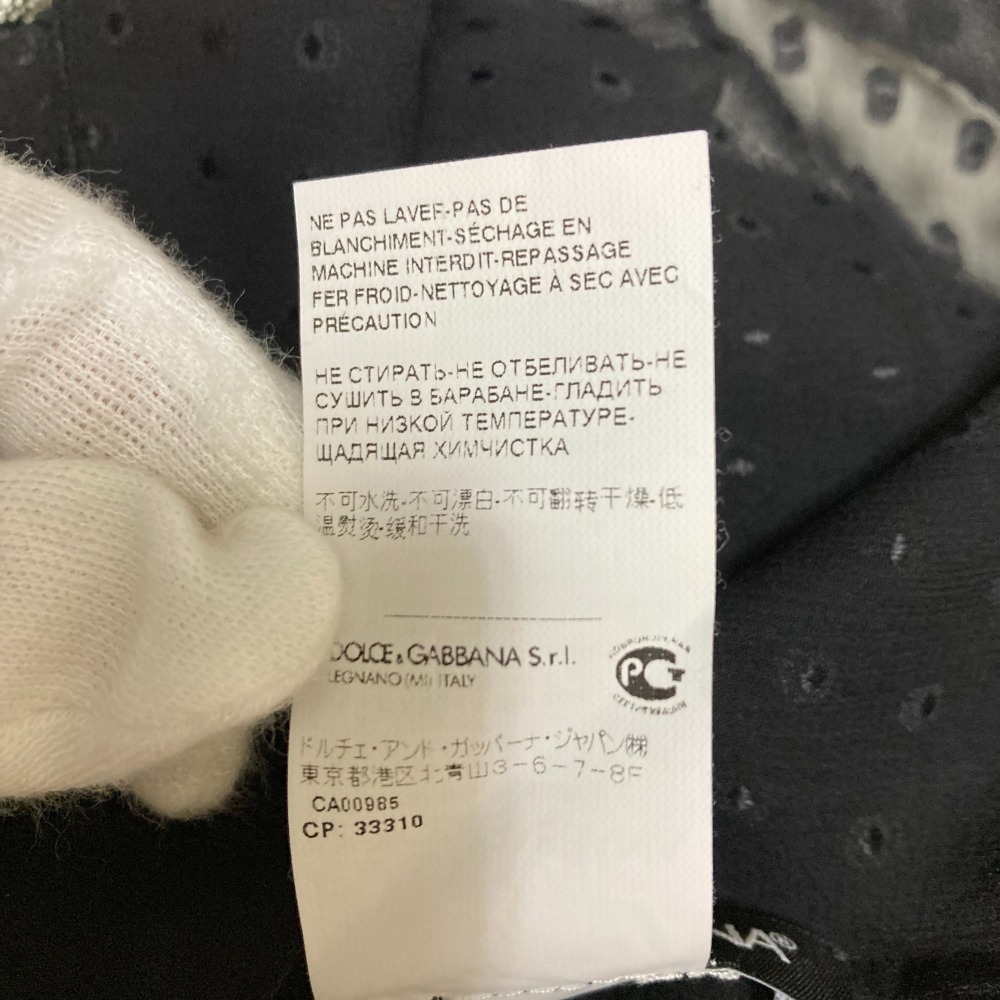 NE PAS LAVER-PAS DE
BLANCHIMENT-SÉCHAGE EN
MACHINE INTERDIT-REPASSAGE
FER FROID-NETTOYAGE À SEC AVEC
PRÉCAUTION
НЕ СТИРАТЬ-НЕ ОТБЕЛИВАТЬ-НЕ
СУШИТЬ В БАРАБАНЕ-ГЛАДИТЬ
ПРИ НИЗКОЙ ТЕМПЕРАТУРЕ-
ЩАДЯЩАЯ ХИМЧИСТКА
不可水洗-不可漂白-不可翻转干燥-低
温熨烫-缓和干洗
DOLCE & GABBANA S.r.l.
LEGNANO (MI) ITALY
РСТ
ドルチェ・アンド・ガッバーナ・ジャパン㈱
東京都港区北青山3-6-7-8F
CA00985
CP: 33310